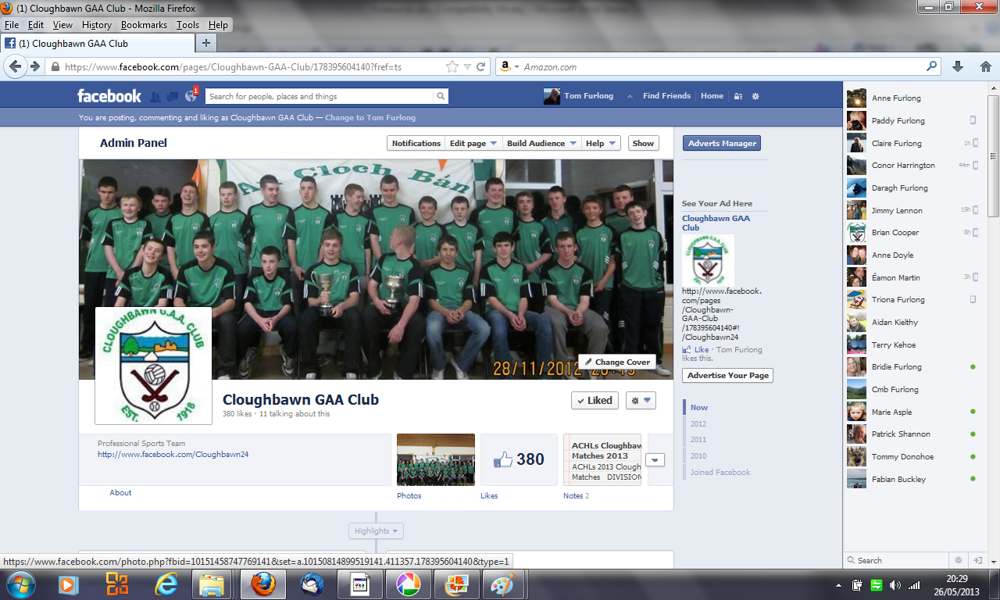 (1) Cloughbawn GAA Club - Mozilla Firefox
File Edit View History Bookmarks Tools Help
(1) Cloughbawn GAA Club
https://www.facebook.com/pages/Cloughbawn-GAA-Club/178395604140?fref=ts
Amazon.com
facebook
1
Search for people, places and things
Tom Furlong
Find Friends
Home
You are posting, commenting and liking as Cloughbawn GAA Club — Change to Tom Furlong
Admin Panel
Notifications
Edit page
Build Audience
Help
Show
Cloch Bán
28/11/2012
Change Cover
CLOUGHBAWN G.A.A. CLUB
EST. 1918
Cloughbawn GAA Club
380 likes · 11 talking about this
Liked
Professional Sports Team
http://www.facebook.com/Cloughbawn24
About
Photos
380
Likes
ACHLs Cloughbaw
Matches 2013
ACHLs 2013 Clough
Matches DIVISION
Notes 2
Highlights
Adverts Manager
See Your Ad Here
Cloughbawn GAA
Club
CLOUGHBAWN G.A.A. CLUB
http://www.facebook.
com/pages
/Cloughbawn-
GAA-Club
/178395604140#!
/Cloughbawn24
Like · Tom Furlong
likes this.
Advertise Your Page
Now
2012
2011
2010
Joined Facebook
Anne Furlong
Paddy Furlong
Claire Furlong 1h
Conor Harrington 44m
Daragh Furlong
Jimmy Lennon 19h
Brian Cooper 8h
Anne Doyle
Éamon Martin 3h
Triona Furlong
Aidan Kielthy
Terry Kehoe
Bridie Furlong
Cmb Furlong
Marie Asple
Patrick Shannon
Tommy Donohoe
Fabian Buckley
Search
https://www.facebook.com/photo.php?fbid=10151458747769141&set=a.10150814899519141.411357.178395604140&type=1
20:29
26/05/2013